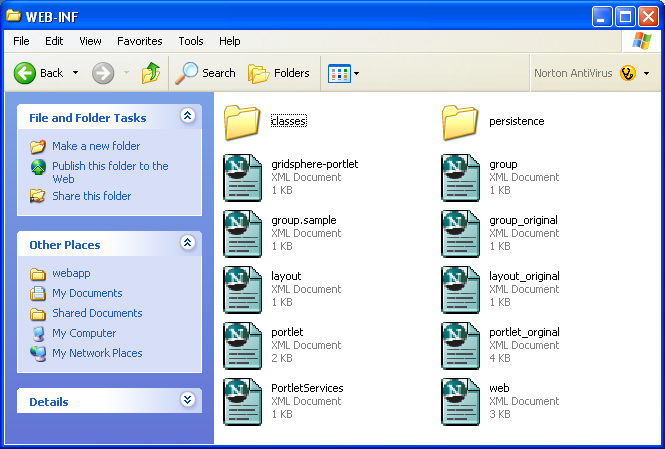 WEB-INF
File Edit View Favorites Tools Help
Back Search Folders Norton AntiVirus
File and Folder Tasks
Make a new folder
Publish this folder to the
Web
Share this folder
Other Places
webapp
My Documents
Shared Documents
My Computer
My Network Places
Details
classes
persistence
gridsphere-portlet
XML Document
1 KB
group
XML Document
1 KB
group.sample
XML Document
1 KB
group_original
XML Document
1 KB
layout
XML Document
1 KB
layout_original
XML Document
1 KB
portlet
XML Document
2 KB
portlet_orginal
XML Document
4 KB
PortletServices
XML Document
1 KB
web
XML Document
3 KB